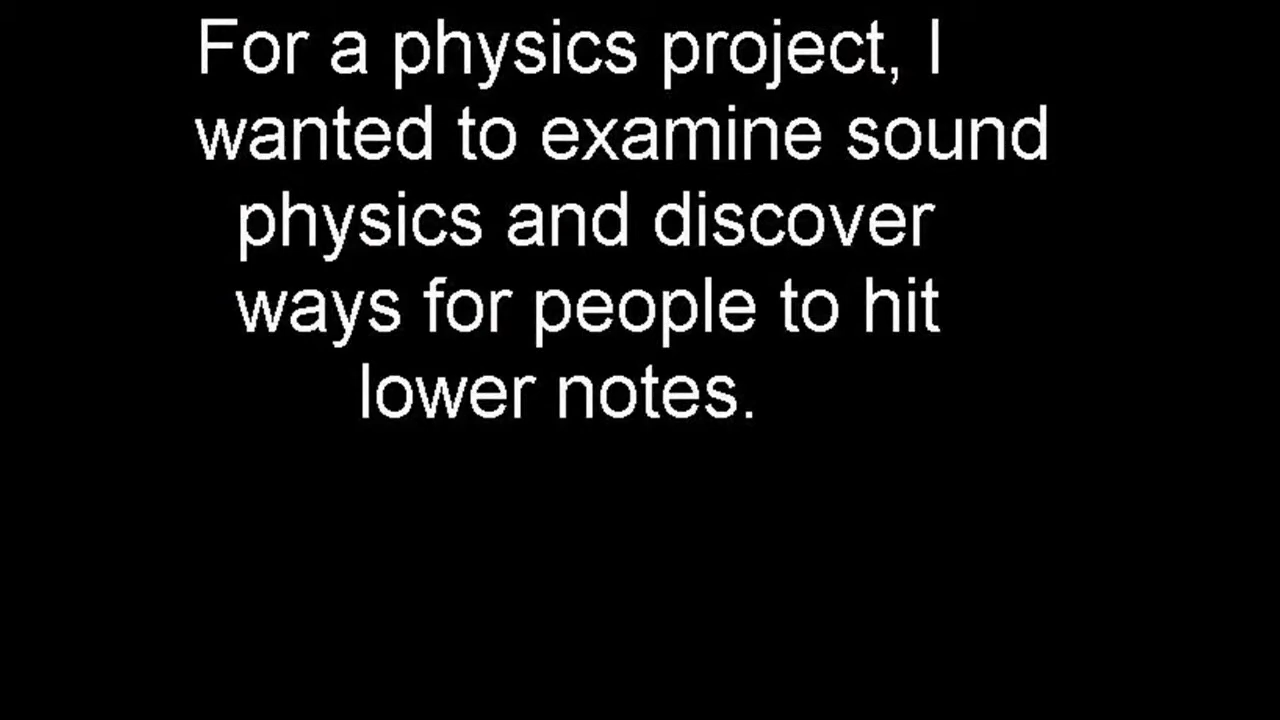 For a physics project, I
wanted to examine sound
physics and discover
ways for people to hit
lower notes.